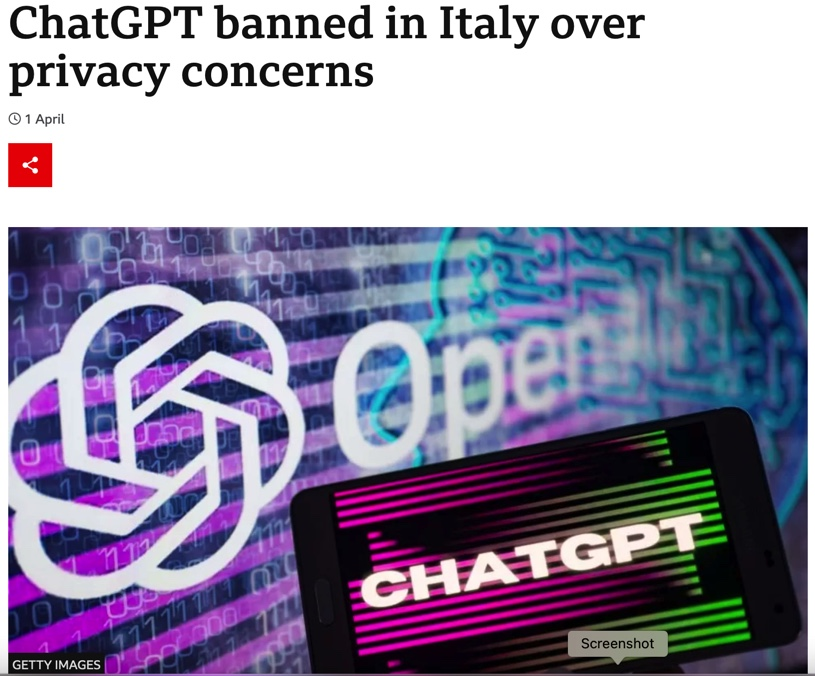 ChatGPT banned in Italy over
privacy concerns
1 April
Open
CHATGPT
Screenshot
GETTY IMAGES